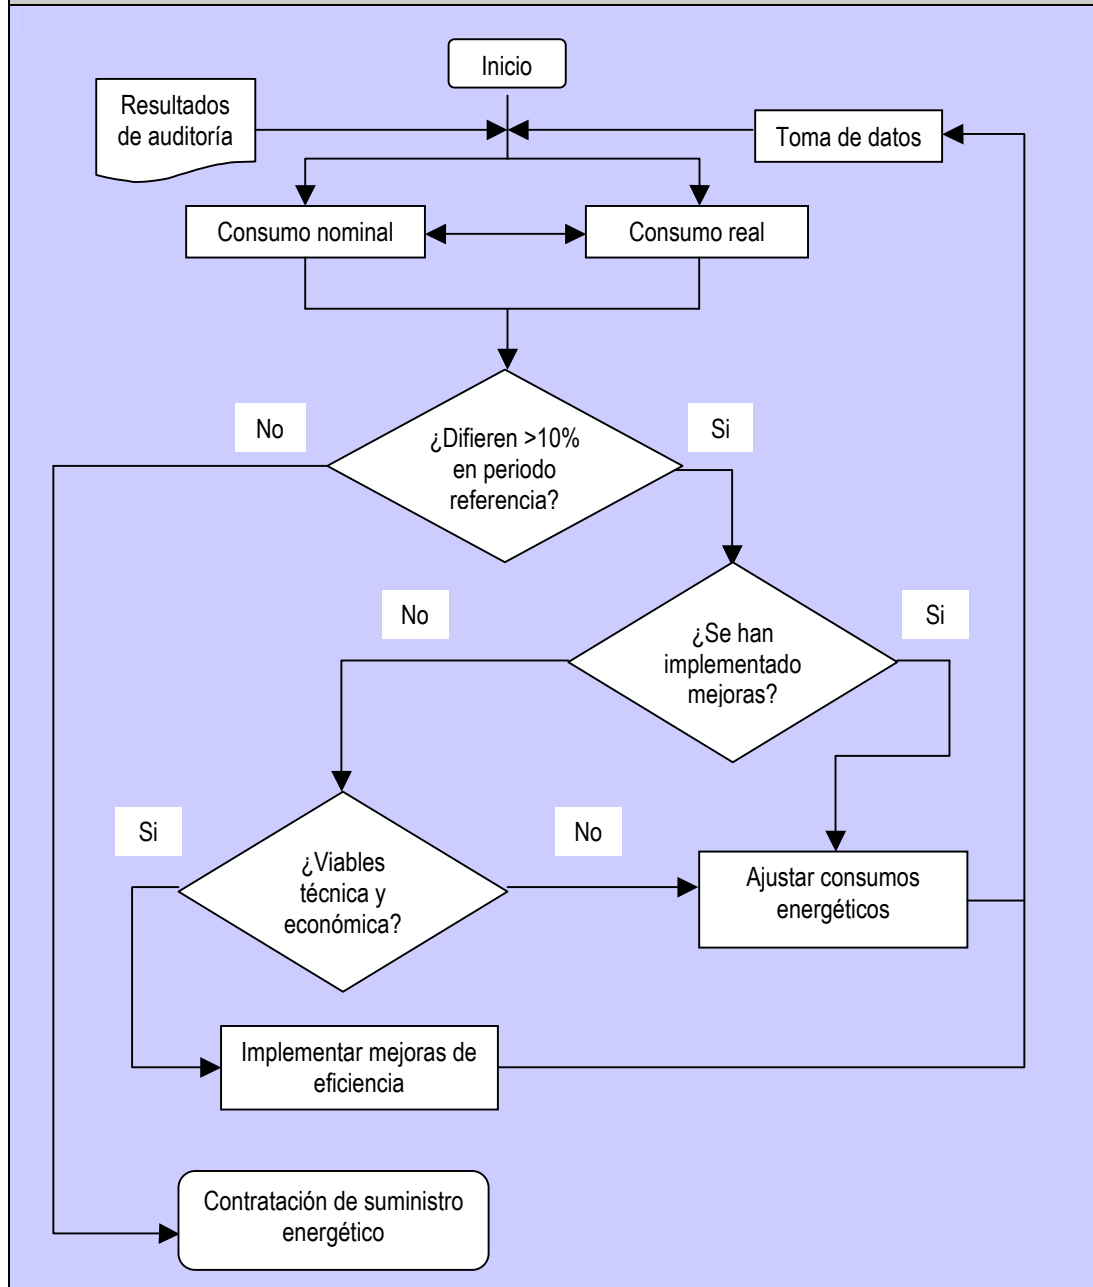 Inicio
Resultados
de auditoría
Toma de datos
Consumo nominal
Consumo real
No
Si
¿Difieren >10%
en periodo
referencia?
No
Si
¿Se han
implementado
mejoras?
Si
No
¿Viables
técnica y
económica?
Ajustar consumos
energéticos
Implementar mejoras de
eficiencia
Contratación de suministro
energético